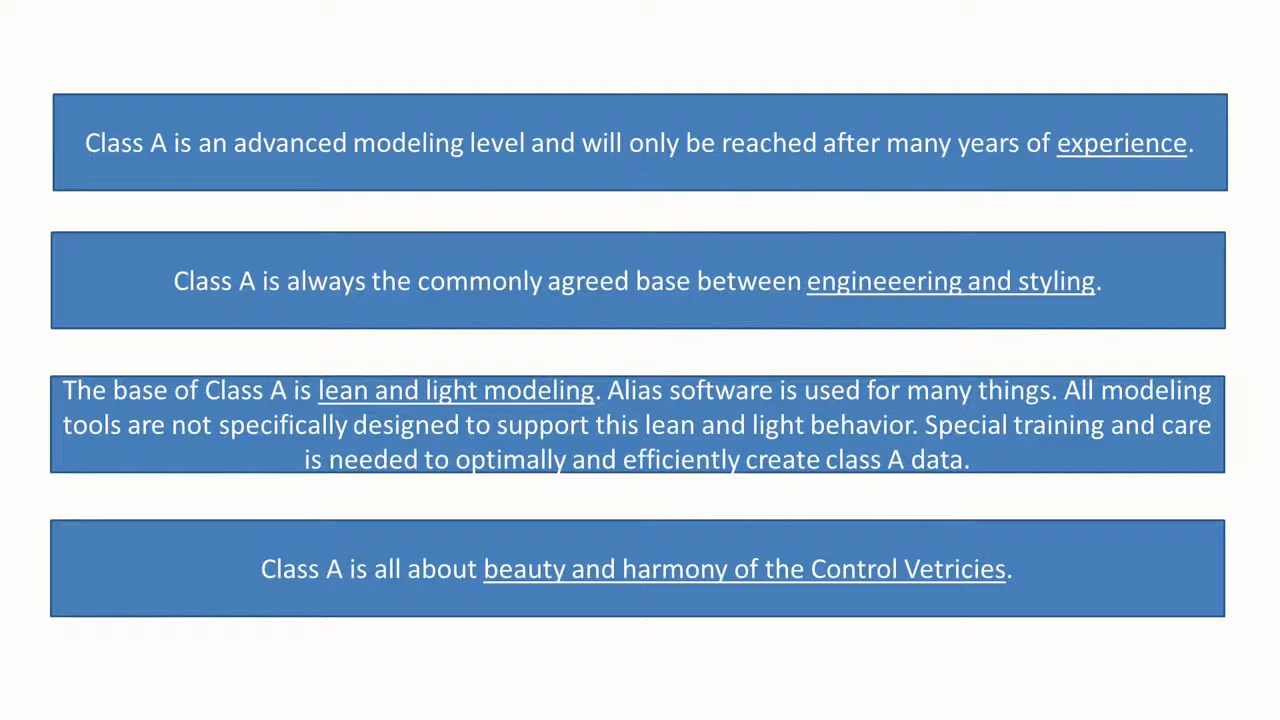 Class A is an advanced modeling level and will only be reached after many years of experience.
Class A is always the commonly agreed base between engineeering and styling.
The base of Class A is lean and light modeling. Alias software is used for many things. All modeling
tools are not specifically designed to support this lean and light behavior. Special training and care
is needed to optimally and efficiently create class A data.
Class A is all about beauty and harmony of the Control Vetricies.